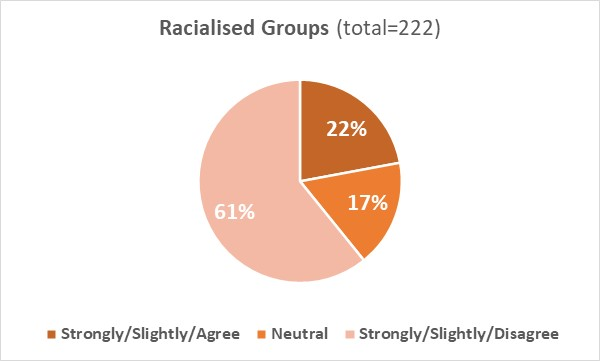 Racialised Groups (total=222)
22%
17%
61%
Strongly/Slightly/Agree Neutral Strongly/Slightly/Disagree